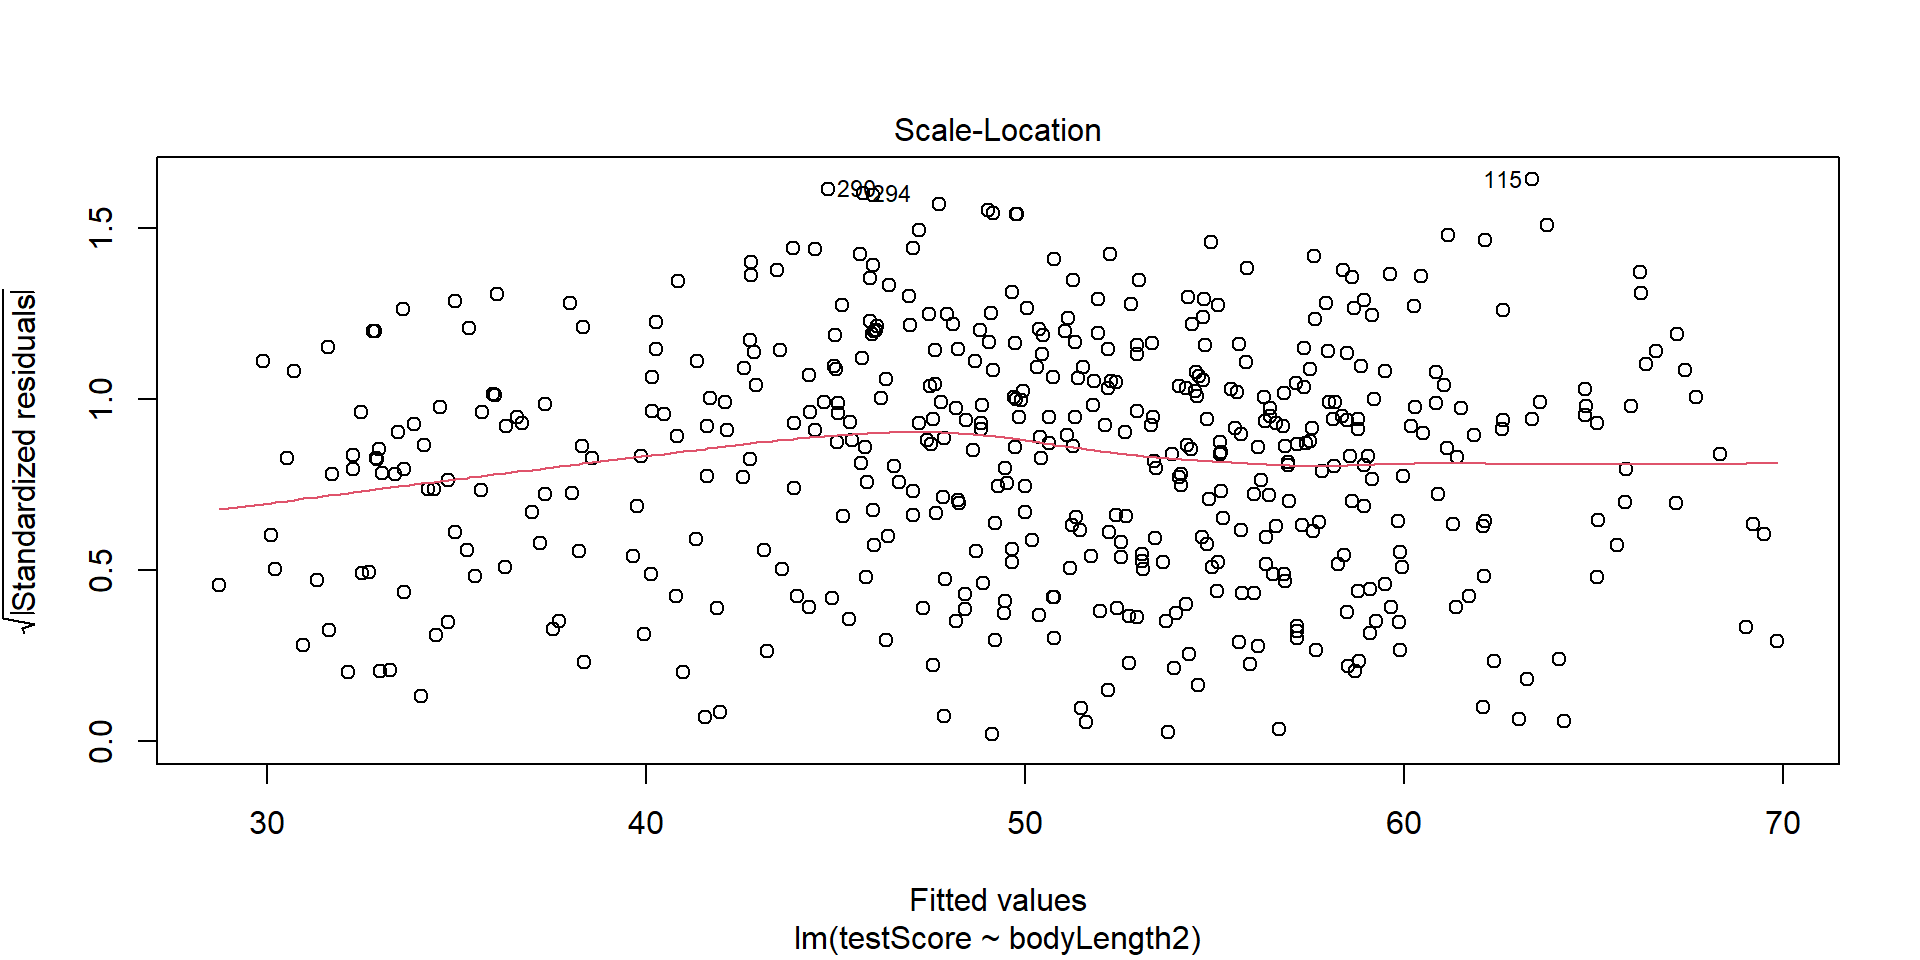 Scale-Location
√|Standardized residuals|
1.5
1.0
0.5
0.0
290
294
115
30 40 50 60 70
Fitted values
lm(testScore ~ bodyLength2)